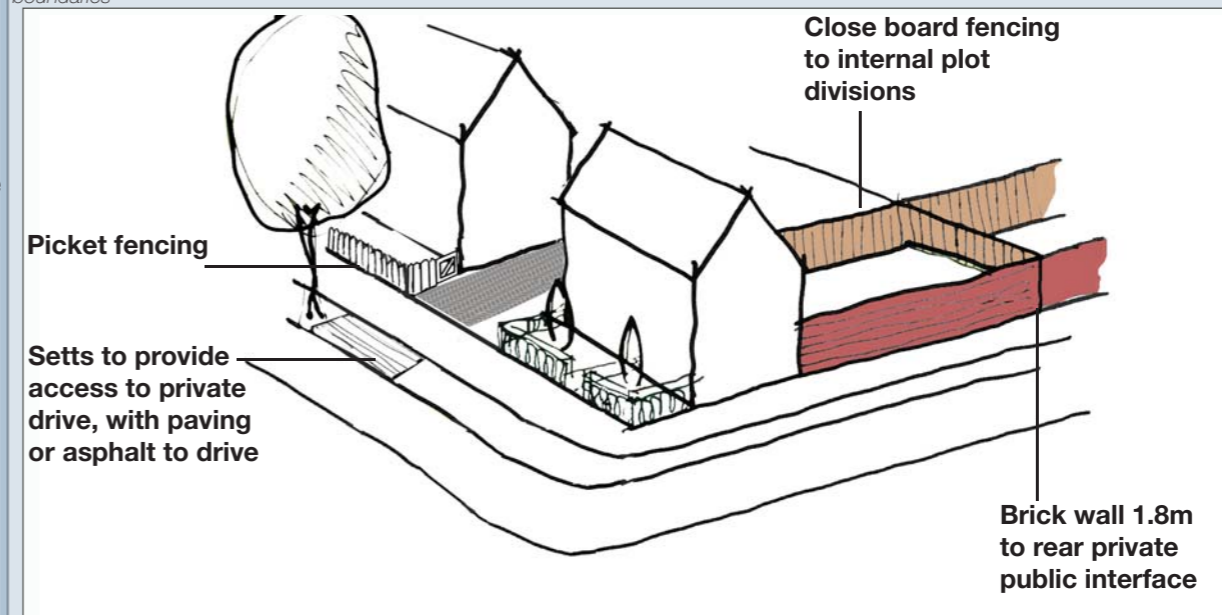 boundaries
Close board fencing
to internal plot
divisions
Picket fencing
Setts to provide
access to private
drive, with paving
or asphalt to drive
Brick wall 1.8m
to rear private
public interface